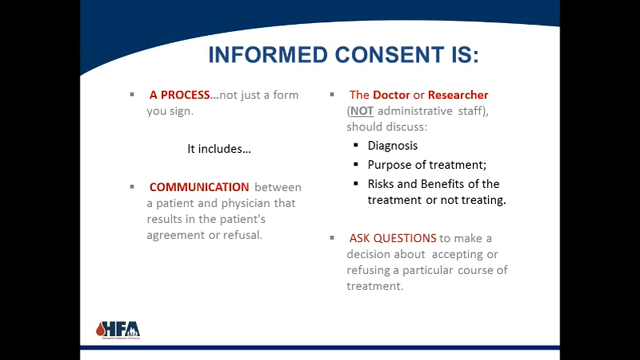 INFORMED CONSENT IS:
A PROCESS…not just a form
you sign.
It includes…
COMMUNICATION between
a patient and physician that
results in the patient's
agreement or refusal.
The Doctor or Researcher
(NOT administrative staff),
should discuss:
Diagnosis
Purpose of treatment;
Risks and Benefits of the
treatment or not treating.
ASK QUESTIONS to make a
decision about accepting or
refusing a particular course of
treatment.
HFA